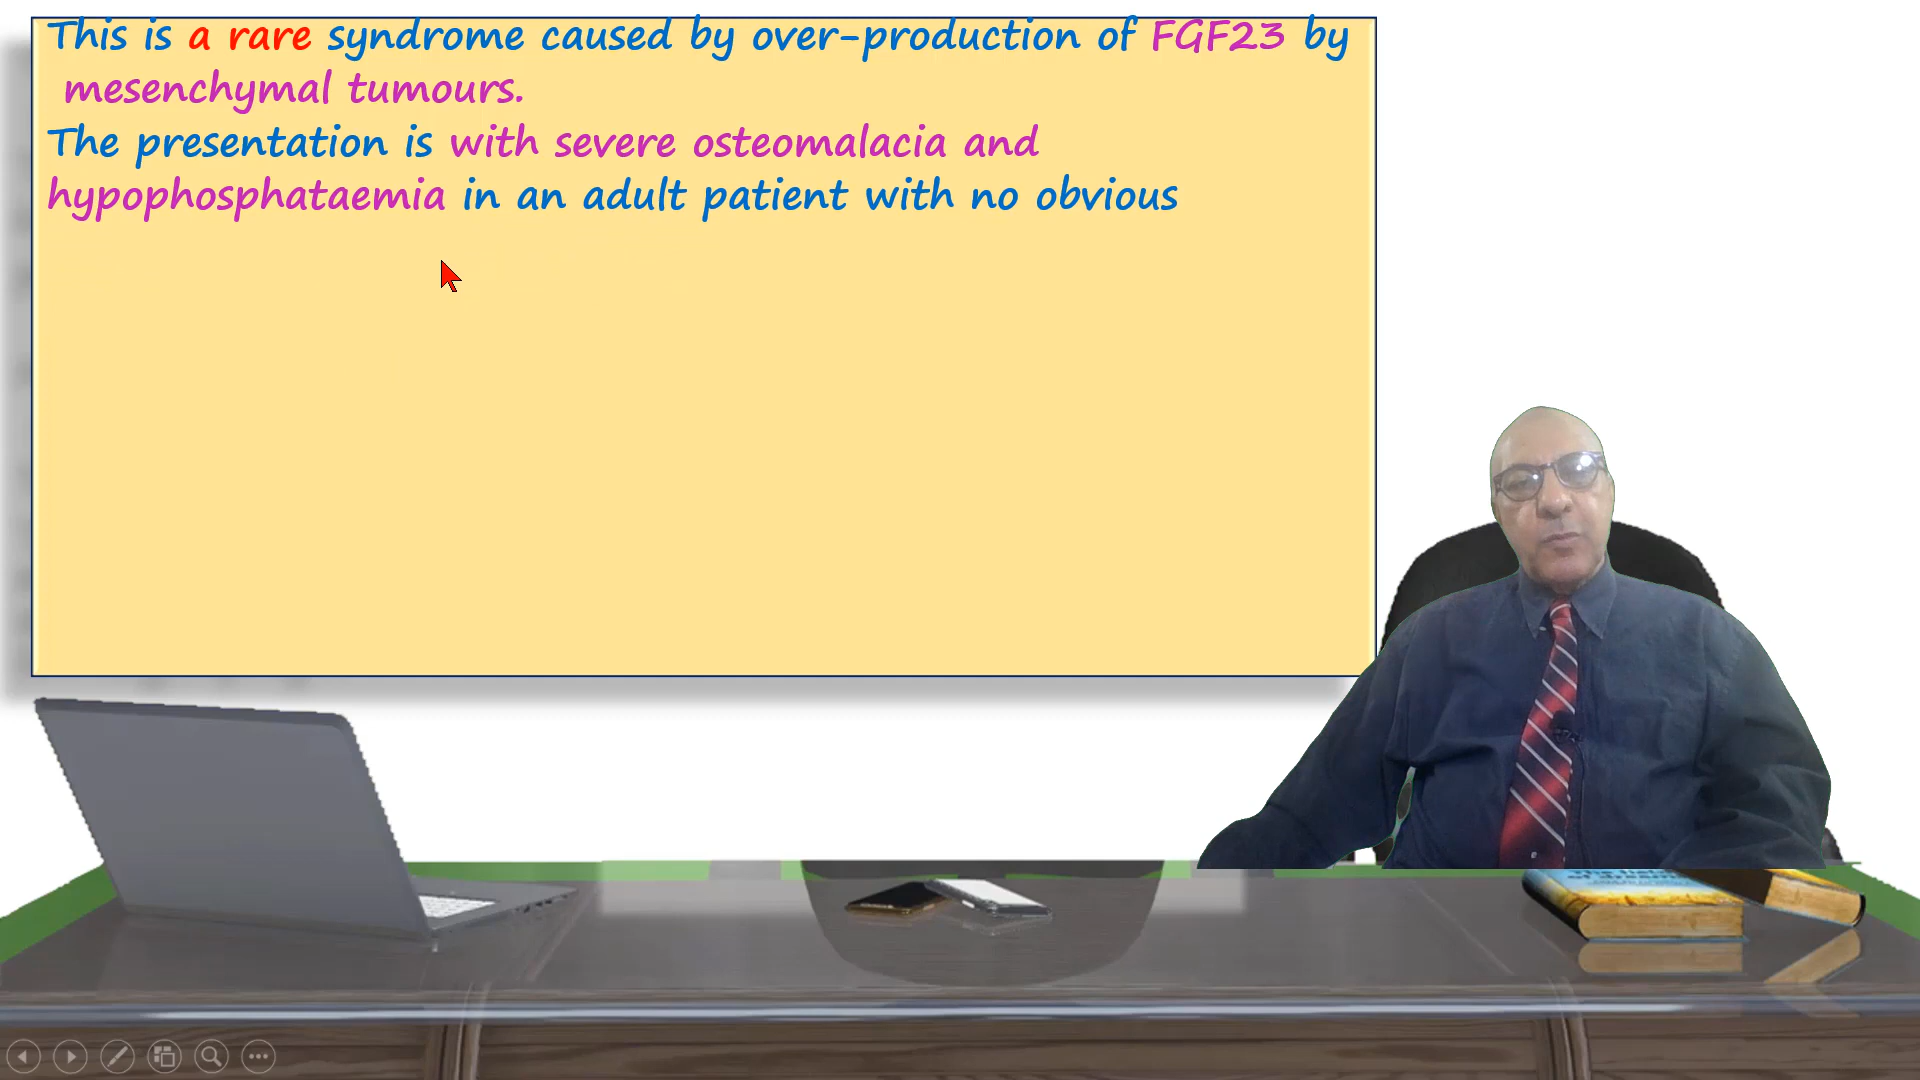 This is a rare syndrome caused by over-production of FGF23 by
mesenchymal tumours.
The presentation is with severe osteomalacia and
hypophosphataemia in an adult patient with no obvious